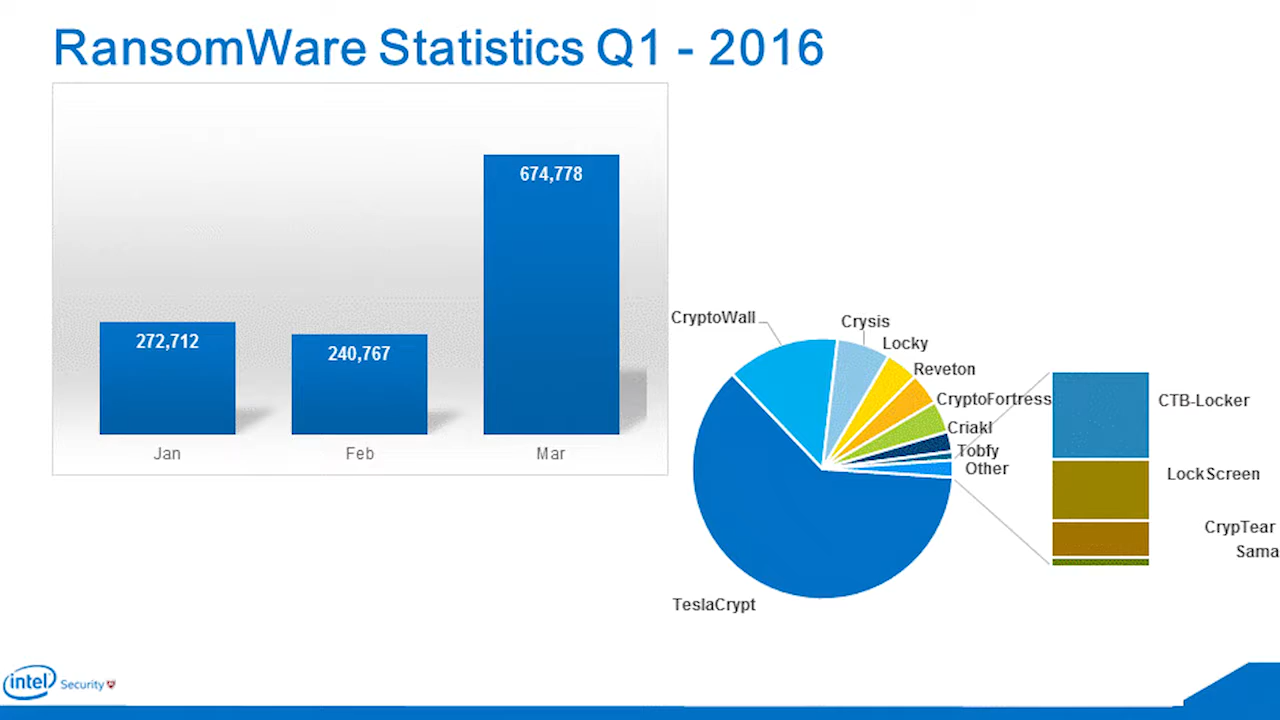 RansomWare Statistics Q1 - 2016
674,778
272,712
240,767
Jan
Feb
Mar
CryptoWall
Crysis
Locky
Reveton
CryptoFortress
Criakl
Tobfy
Other
TeslaCrypt
CTB-Locker
LockScreen
CrypTear
Sama
intel Security